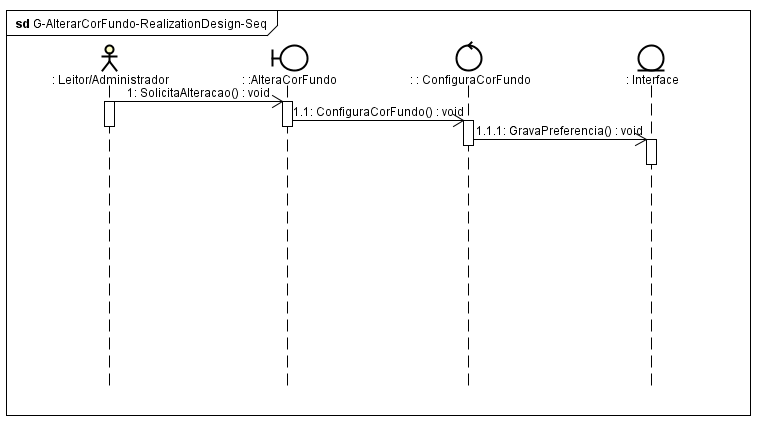 sd G-AlterarCorFundo-RealizationDesign-Seq
: Leitor/Administrador
: :AlteraCorFundo
: : ConfiguraCorFundo
: Interface
1: SolicitaAlteracao() : void
1.1: ConfiguraCorFundo() : void
1.1.1: GravaPreferencia() : void